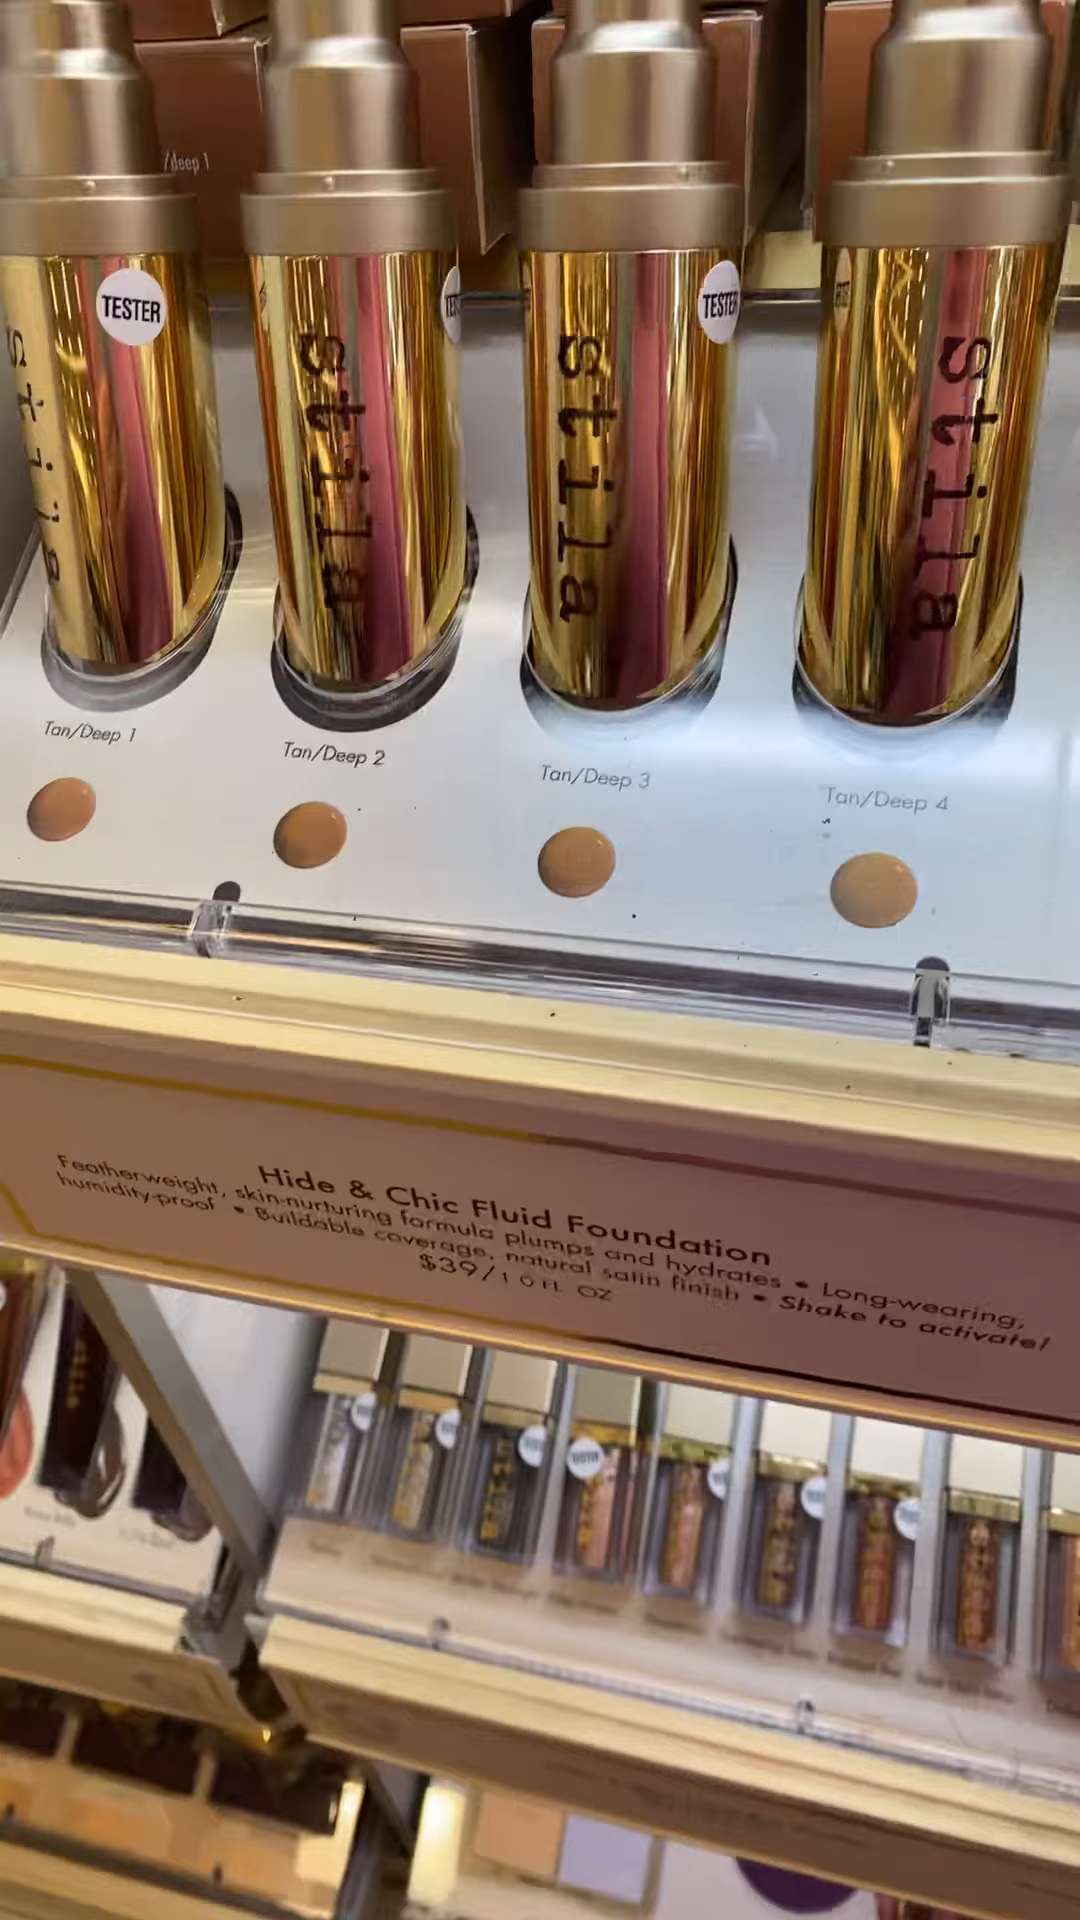 /deep 1
TESTER
TESTER
stila
stila
stila
stila
Tan/Deep 1
Tan/Deep 2
Tan/Deep 3
Tan/Deep 4
Hide & Chic Fluid Foundation
Featherweight, skin-nurturing formula plumps and hydrates • Long-wearing,
humidity-proof • Buildable coverage, natural satin finish • Shake to activate!
$39/1 0 FL OZ